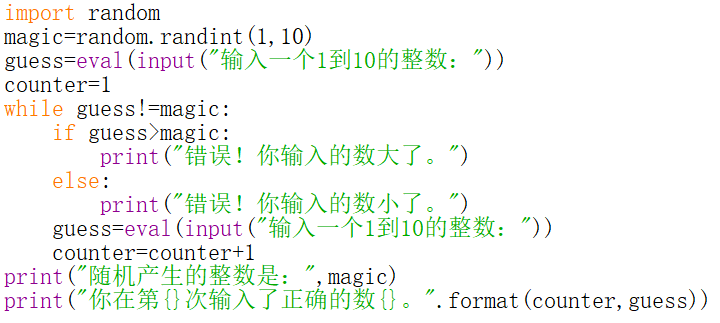 import random
magic=random.randint(1,10)
guess=eval(input("输入一个1到10的整数："))
counter=1
while guess!=magic:
    if guess>magic:
        print("错误！你输入的数大了。")
    else:
        print("错误！你输入的数小了。")
    guess=eval(input("输入一个1到10的整数："))
    counter=counter+1
print("随机产生的整数是：",magic)
print("你在第{}次输入了正确的数{}。".format(counter,guess))